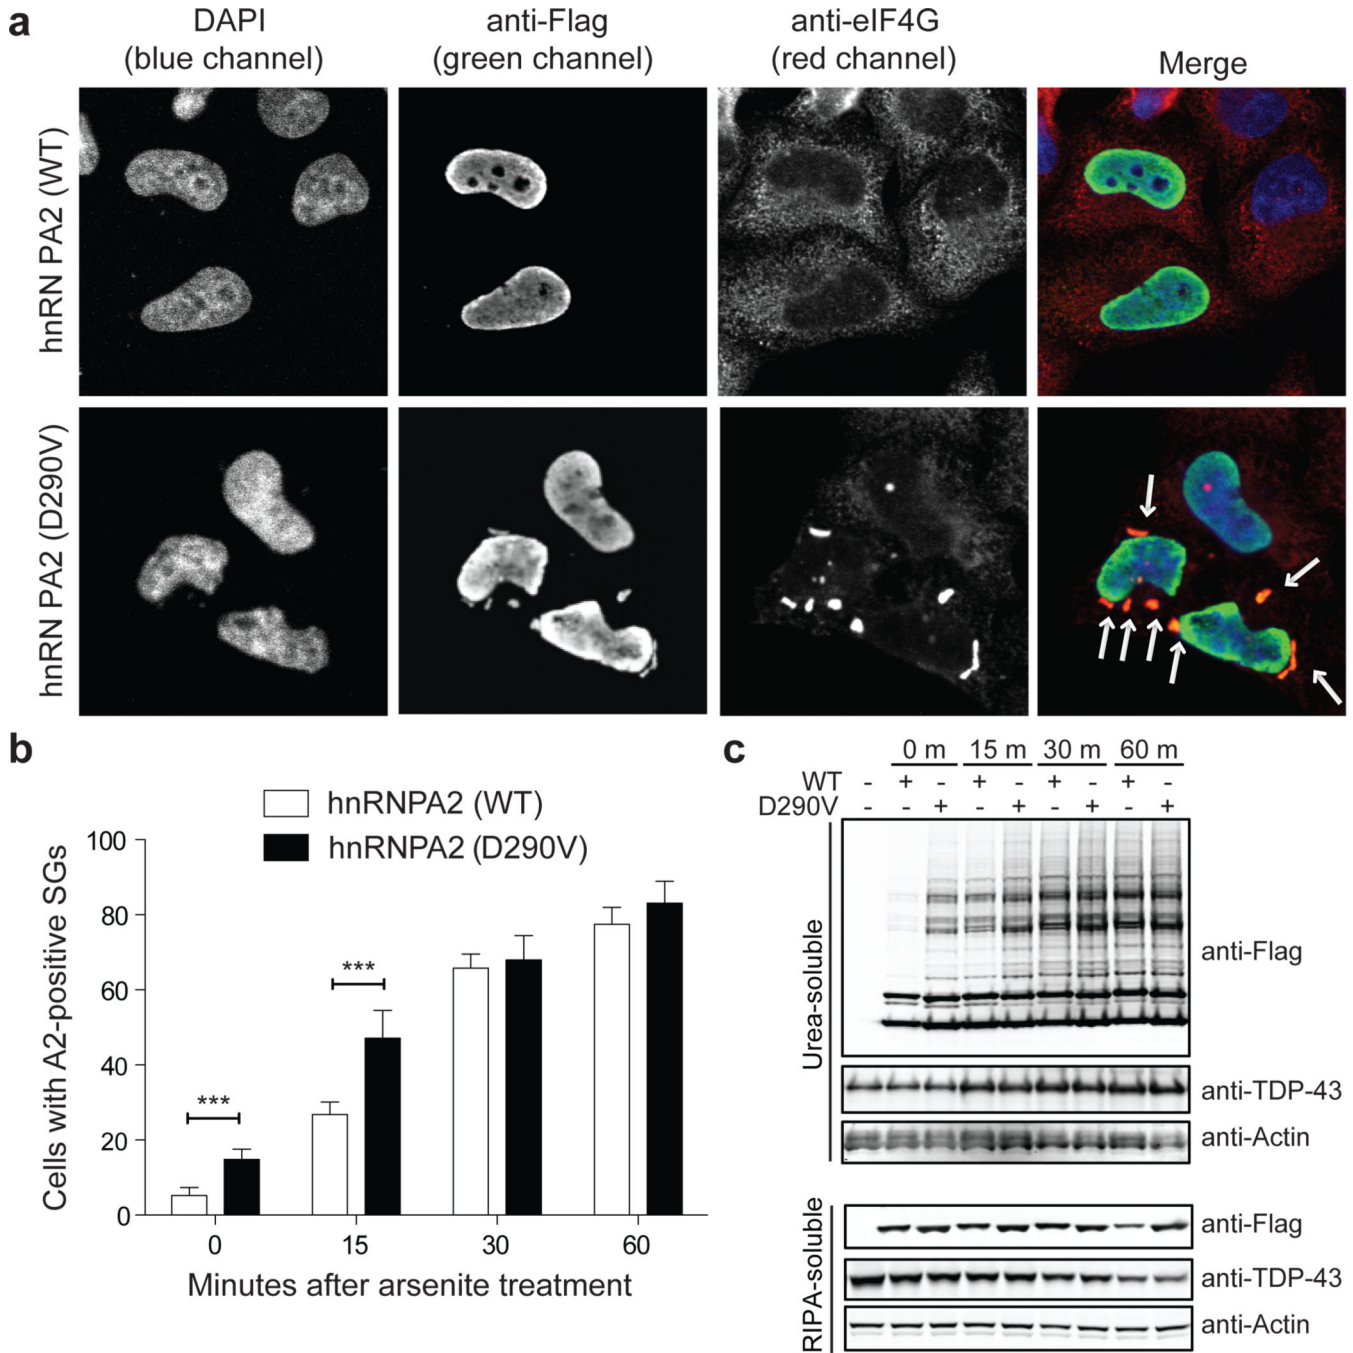 a
DAPI
(blue channel)
anti-Flag
(green channel)
anti-eIF4G
(red channel)
Merge
hnRN PA2 (WT)
hnRN PA2 (D290V)
b
hnRNPA2 (WT)
hnRNPA2 (D290V)
Cells with A2-positive SGs
100
80
60
40
20
0
***
***
0 15 30 60
Minutes after arsenite treatment
c
0 m 15 m 30 m 60 m
WT - + - + - + - + -
D290V - - + - + - + - +
Urea-soluble
anti-Flag
anti-TDP-43
anti-Actin
RIPA-soluble
anti-Flag
anti-TDP-43
anti-Actin